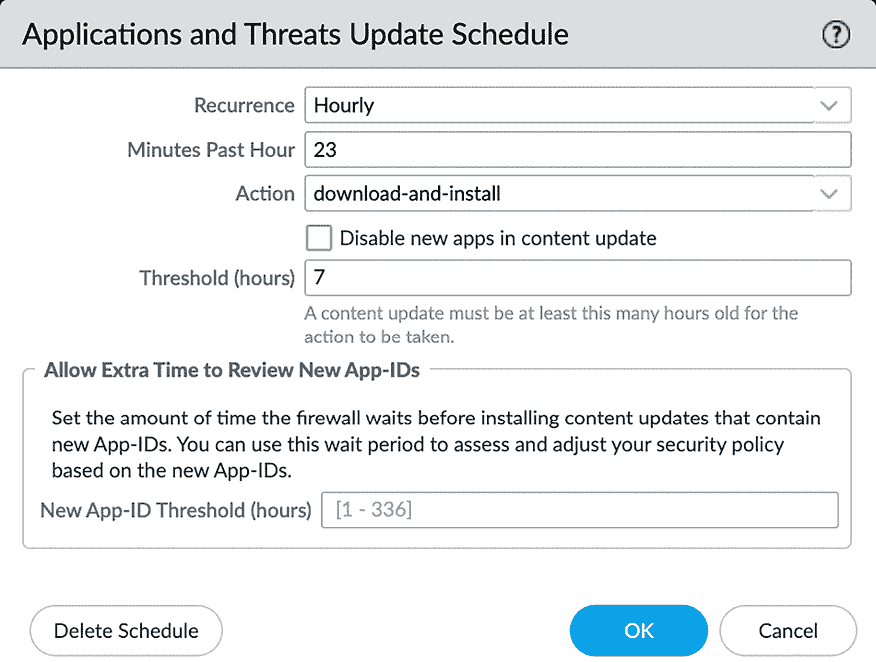 Applications and Threats Update Schedule
?
Recurrence Hourly
Minutes Past Hour 23
Action download-and-install
Disable new apps in content update
Threshold (hours) 7
A content update must be at least this many hours old for the
action to be taken.
Allow Extra Time to Review New App-IDs
Set the amount of time the firewall waits before installing content updates that contain
new App-IDs. You can use this wait period to assess and adjust your security policy
based on the new App-IDs.
New App-ID Threshold (hours) [1 - 336]
Delete Schedule OK Cancel